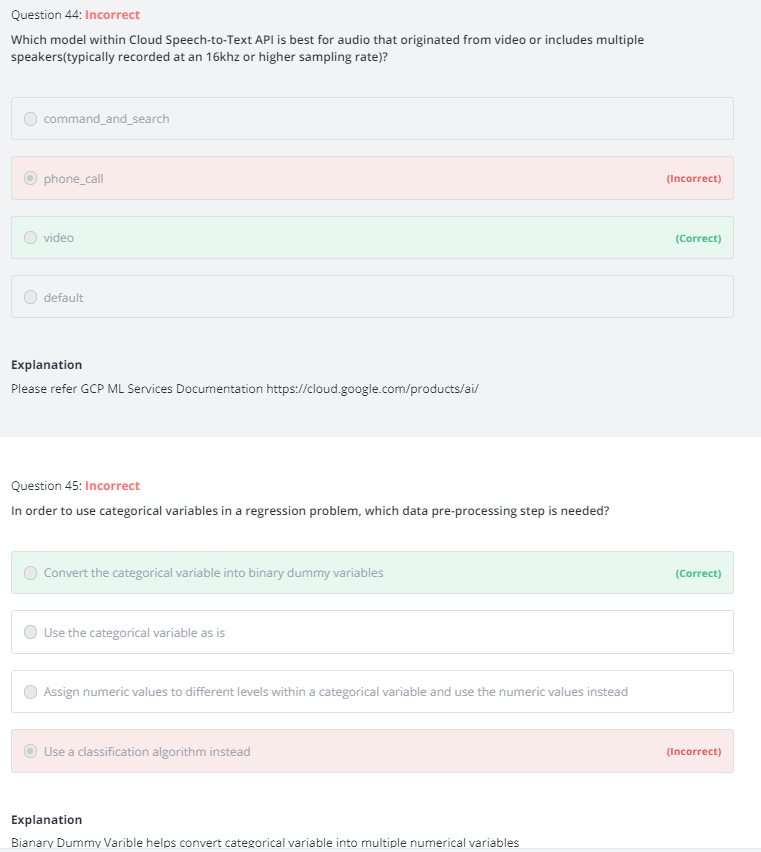 Question 44: Incorrect
Which model within Cloud Speech-to-Text API is best for audio that originated from video or includes multiple
speakers(typically recorded at an 16khz or higher sampling rate)?
command_and_search
phone_call (Incorrect)
video (Correct)
default
Explanation
Please refer GCP ML Services Documentation https://cloud.google.com/products/ai/
Question 45: Incorrect
In order to use categorical variables in a regression problem, which data pre-processing step is needed?
Convert the categorical variable into binary dummy variables (Correct)
Use the categorical variable as is
Assign numeric values to different levels within a categorical variable and use the numeric values instead
Use a classification algorithm instead (Incorrect)
Explanation
Bianary Dummy Varible helps convert categorical variable into multiple numerical variables